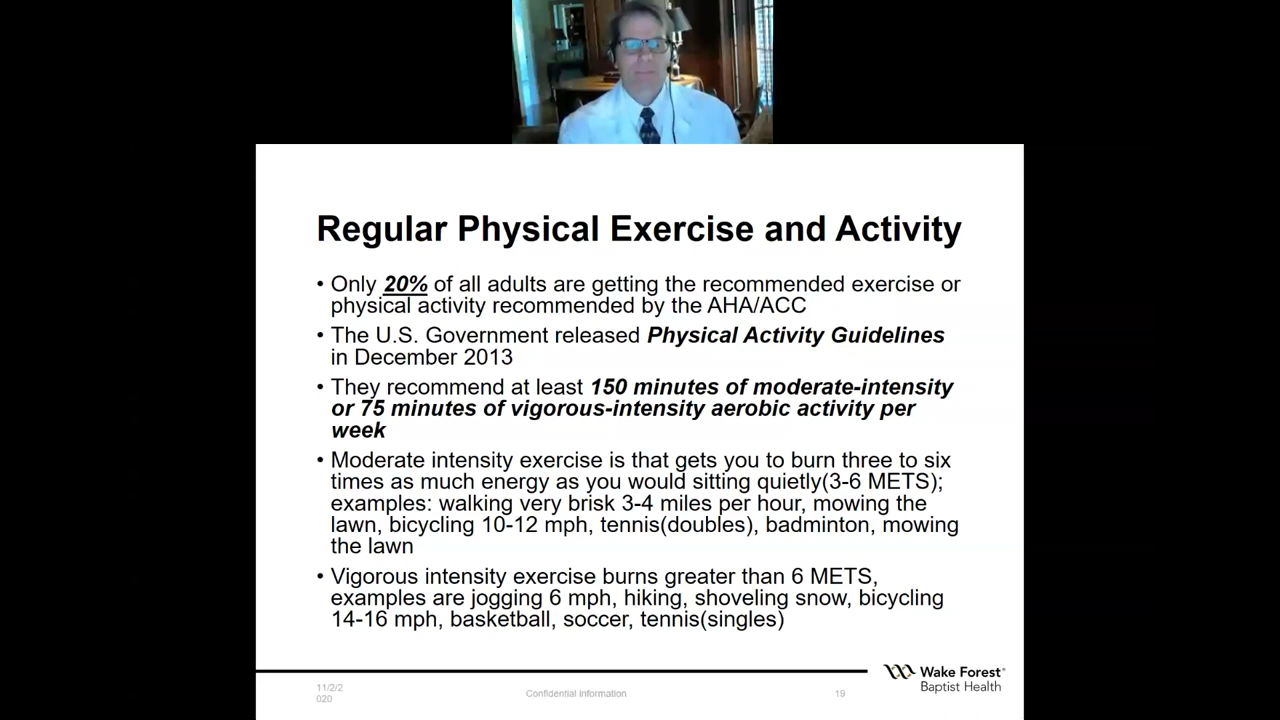 Regular Physical Exercise and Activity
• Only 20% of all adults are getting the recommended exercise or
physical activity recommended by the AHA/ACC
• The U.S. Government released Physical Activity Guidelines
in December 2013
• They recommend at least 150 minutes of moderate-intensity
or 75 minutes of vigorous-intensity aerobic activity per
week
• Moderate intensity exercise is that gets you to burn three to six
times as much energy as you would sitting quietly(3-6 METS);
examples: walking very brisk 3-4 miles per hour, mowing the
lawn, bicycling 10-12 mph, tennis(doubles), badminton, mowing
the lawn
• Vigorous intensity exercise burns greater than 6 METS,
examples are jogging 6 mph, hiking, shoveling snow, bicycling
14-16 mph, basketball, soccer, tennis(singles)
11/2/2
020
Confidential Information
19
Wake Forest®
Baptist Health